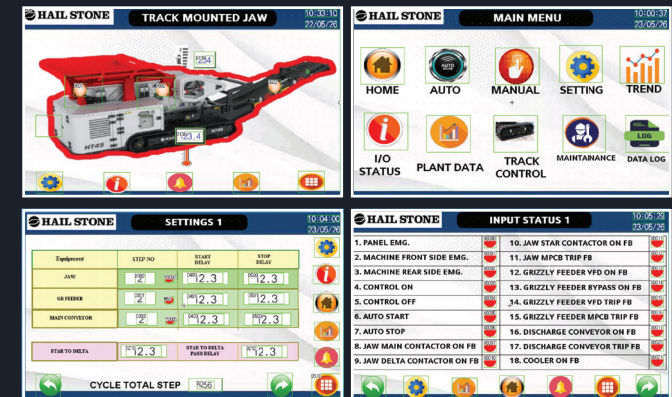 HAIL STONE
TRACK MOUNTED JAW
10:33:10
22/05/26
HT45
HAIL STONE
MAIN MENU
10:00:37
23/05/26
HOME
AUTO
MANUAL
SETTING
TREND
I/O STATUS
PLANT DATA
TRACK CONTROL
MAINTAINANCE
LOG
DATA LOG
HAIL STONE
SETTINGS 1
10:04:00
23/05/26
Equipment
STEP NO
START DELAY
STOP DELAY
JAW
2
12.3
12.3
GR FEEDER
2
12.3
12.3
MAIN CONVEYOR
2
12.3
12.3
STAR TO DELTA
12.3
STAR TO DELTA PASS DELAY
12.3
CYCLE TOTAL STEP
HAIL STONE
INPUT STATUS 1
10:05:28
23/05/26
1. PANEL EMG.
2. MACHINE FRONT SIDE EMG.
3. MACHINE REAR SIDE EMG.
4. CONTROL ON
5. CONTROL OFF
6. AUTO START
7. AUTO STOP
8. JAW MAIN CONTACTOR ON FB
9. JAW DELTA CONTACTOR ON FB
10. JAW STAR CONTACTOR ON FB
11. JAW MPCB TRIP FB
12. GRIZZLY FEEDER VFD ON FB
13. GRIZZLY FEEDER BYPASS ON FB
14. GRIZZLY FEEDER VFD TRIP FB
15. GRIZZLY FEEDER MPCB TRIP FB
16. DISCHARGE CONVEYOR ON FB
17. DISCHARGE CONVEYOR TRIP FB
18. COOLER ON FB